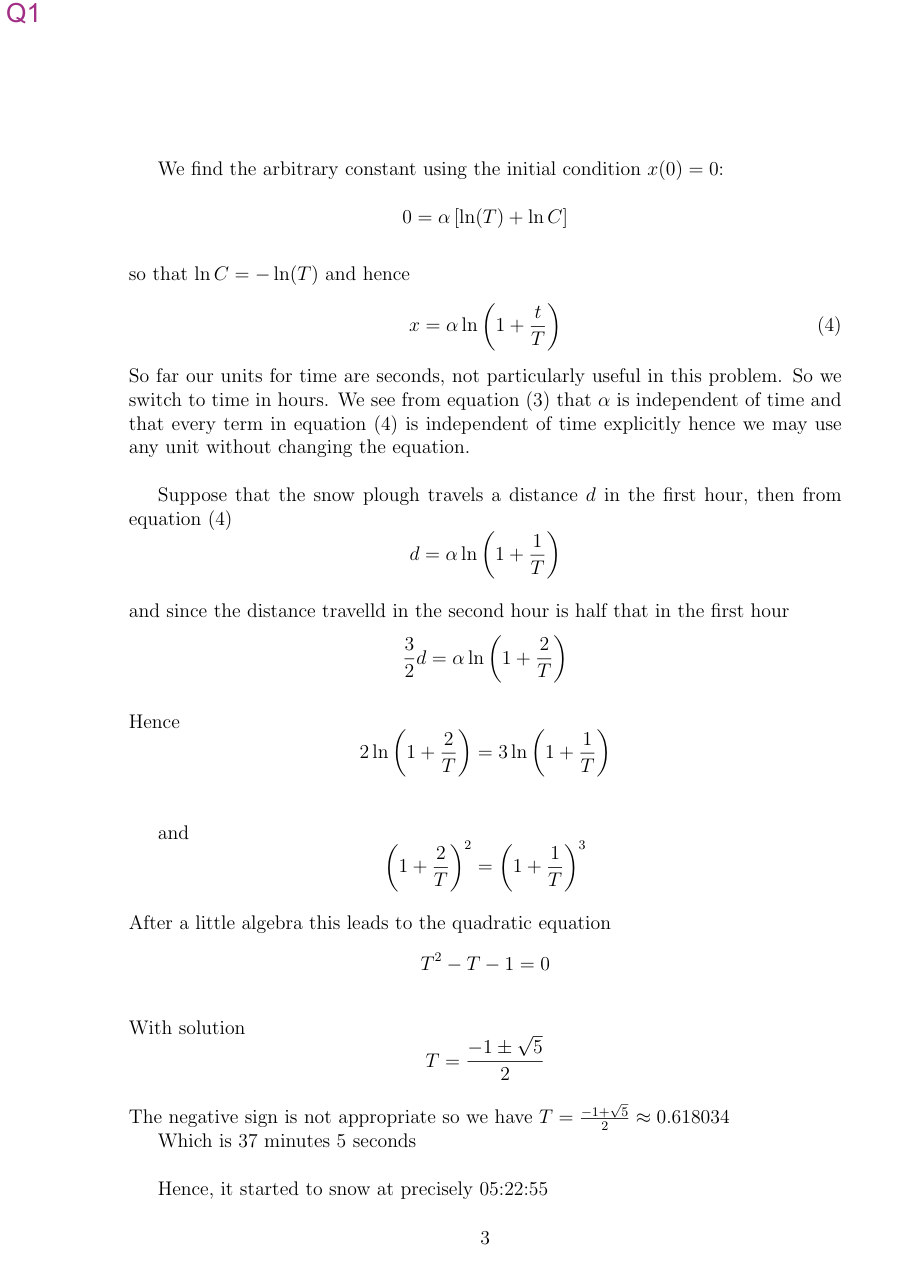 Q1
We find the arbitrary constant using the initial condition x(0) = 0:
0 = α [ln(T) + ln C]
so that ln C = − ln(T) and hence
x = α ln (1 + t/T) (4)
So far our units for time are seconds, not particularly useful in this problem. So we
switch to time in hours. We see from equation (3) that α is independent of time and
that every term in equation (4) is independent of time explicitly hence we may use
any unit without changing the equation.
Suppose that the snow plough travels a distance d in the first hour, then from
equation (4)
d = α ln (1 + 1/T)
and since the distance travelld in the second hour is half that in the first hour
3/2 d = α ln (1 + 2/T)
Hence
2 ln (1 + 2/T) = 3 ln (1 + 1/T)
and
(1 + 2/T)² = (1 + 1/T)³
After a little algebra this leads to the quadratic equation
T² − T − 1 = 0
With solution
T = (−1 ± √5)/2
The negative sign is not appropriate so we have T = (−1+√5)/2 ≈ 0.618034
Which is 37 minutes 5 seconds
Hence, it started to snow at precisely 05:22:55
3